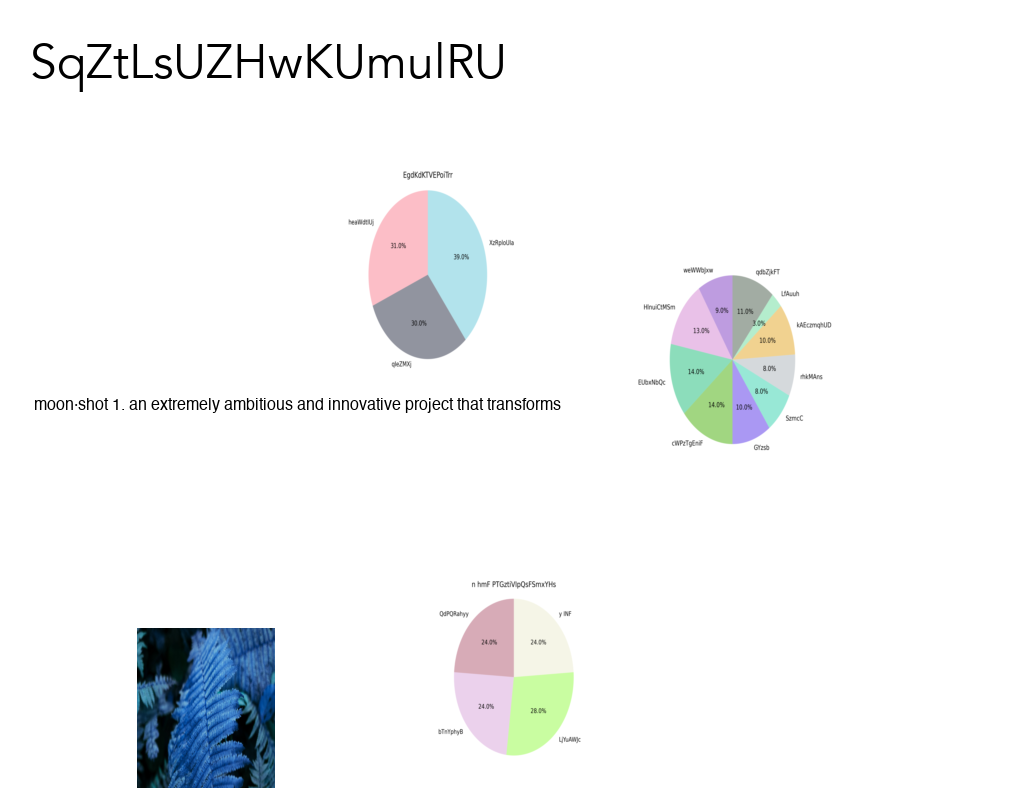 SqZtLsUZHwKUmulRU
EgdKdKTVEPoiTrr
heaWdtlUj
XzRploUla
31.0%
39.0%
30.0%
qleZMXj
weWWbJxw
qdbZjkFT
LfAuuh
HlnuiCtMSm
kAEczmqhUD
9.0%
11.0%
3.0%
13.0%
10.0%
14.0%
8.0%
rhkMAns
EUbxNbQc
8.0%
14.0%
10.0%
SzmcC
cWPzTgEniF
GYzsb
moon·shot 1. an extremely ambitious and innovative project that transforms
n hmF PTGztiVlpQsFSmxYHs
QdPQRahyy
y INF
24.0%
24.0%
24.0%
28.0%
bTnYphyB
LjYuAWJc